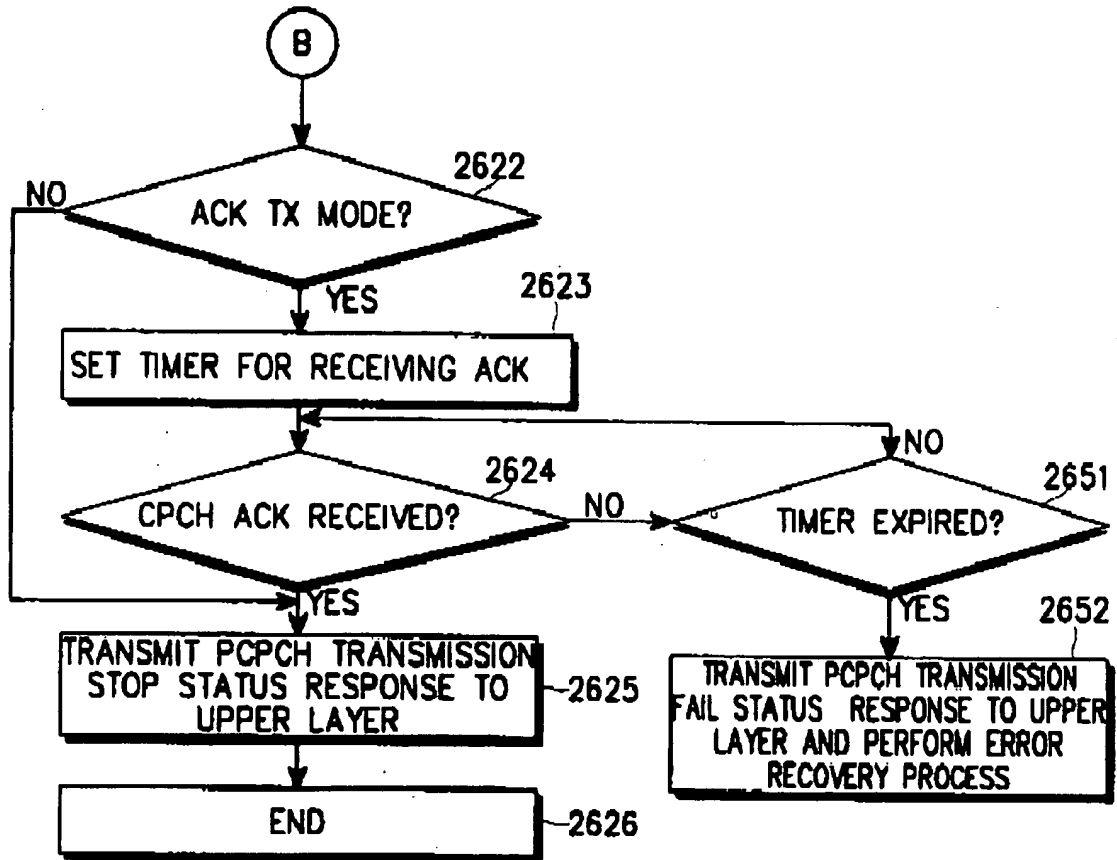 B
2622
NO
ACK TX MODE?
YES
2623
SET TIMER FOR RECEIVING ACK
NO
2624
2651
CPCH ACK RECEIVED?
NO
TIMER EXPIRED?
YES
YES
2652
TRANSMIT PCPCH TRANSMISSION
STOP STATUS RESPONSE TO
UPPER LAYER
2625
TRANSMIT PCPCH TRANSMISSION
FAIL STATUS RESPONSE TO UPPER
LAYER AND PERFORM ERROR
RECOVERY PROCESS
END
2626